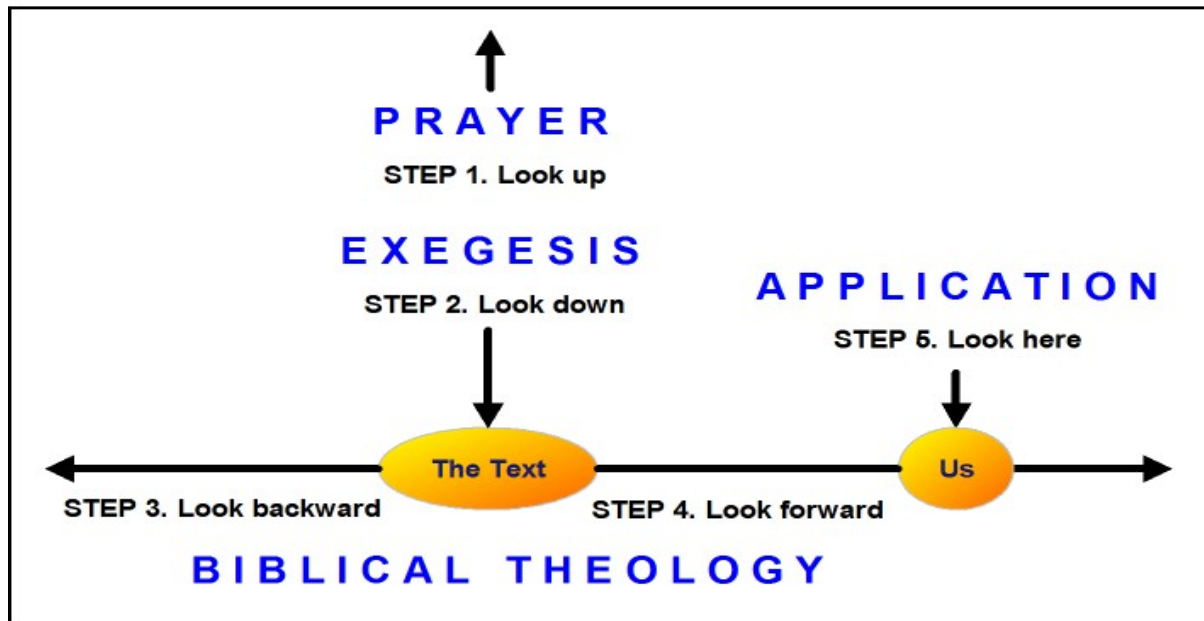 PRAYER
STEP 1. Look up
EXEGESIS
STEP 2. Look down
APPLICATION
STEP 5. Look here
The Text
Us
STEP 3. Look backward
STEP 4. Look forward
BIBLICAL THEOLOGY